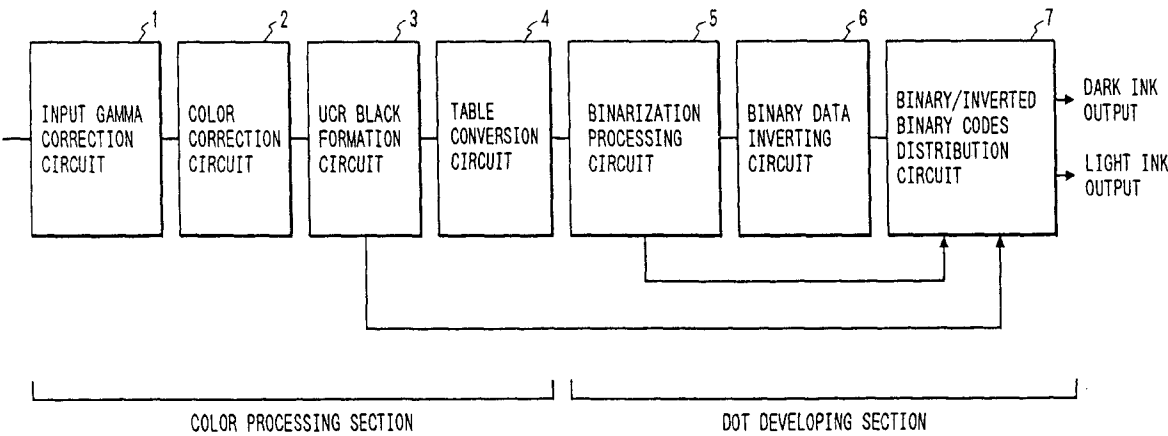 1
2
3
4
5
6
7
INPUT GAMMA
CORRECTION
CIRCUIT
COLOR
CORRECTION
CIRCUIT
UCR BLACK
FORMATION
CIRCUIT
TABLE
CONVERSION
CIRCUIT
BINARIZATION
PROCESSING
CIRCUIT
BINARY DATA
INVERTING
CIRCUIT
BINARY/INVERTED
BINARY CODES
DISTRIBUTION
CIRCUIT
DARK INK
OUTPUT
LIGHT INK
OUTPUT
COLOR PROCESSING SECTION
DOT DEVELOPING SECTION